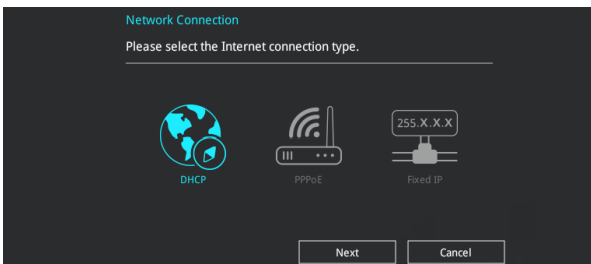 Network Connection
Please select the Internet connection type.
255.X.X.X
DHCP PPPoE Fixed IP
Next Cancel